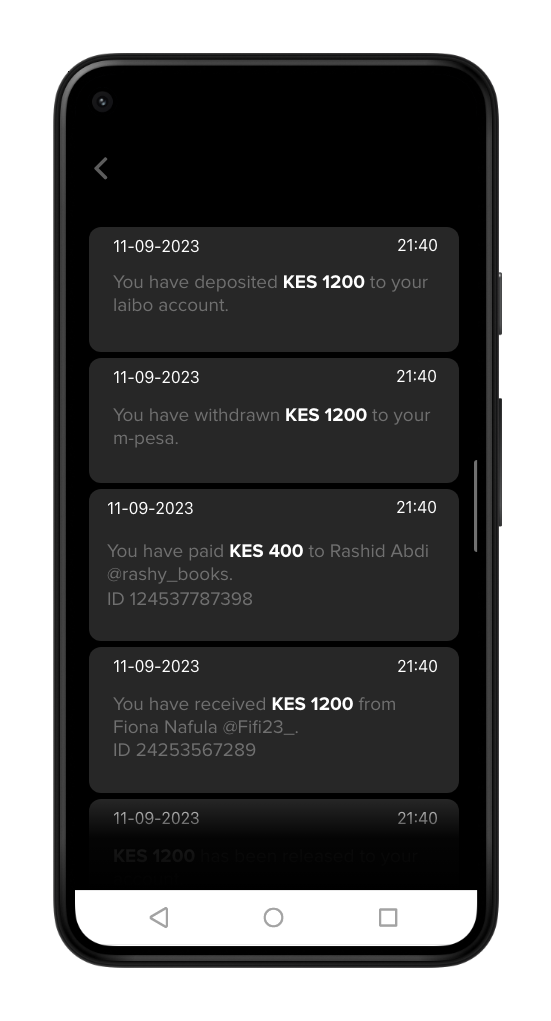 11-09-2023 21:40
You have deposited KES 1200 to your
laibo account.
11-09-2023 21:40
You have withdrawn KES 1200 to your
m-pesa.
11-09-2023 21:40
You have paid KES 400 to Rashid Abdi
@rashy_books.
ID 124537787398
11-09-2023 21:40
You have received KES 1200 from
Fiona Nafula @Fifi23_.
ID 24253567289
11-09-2023 21:40
KES 1200 has been released to your